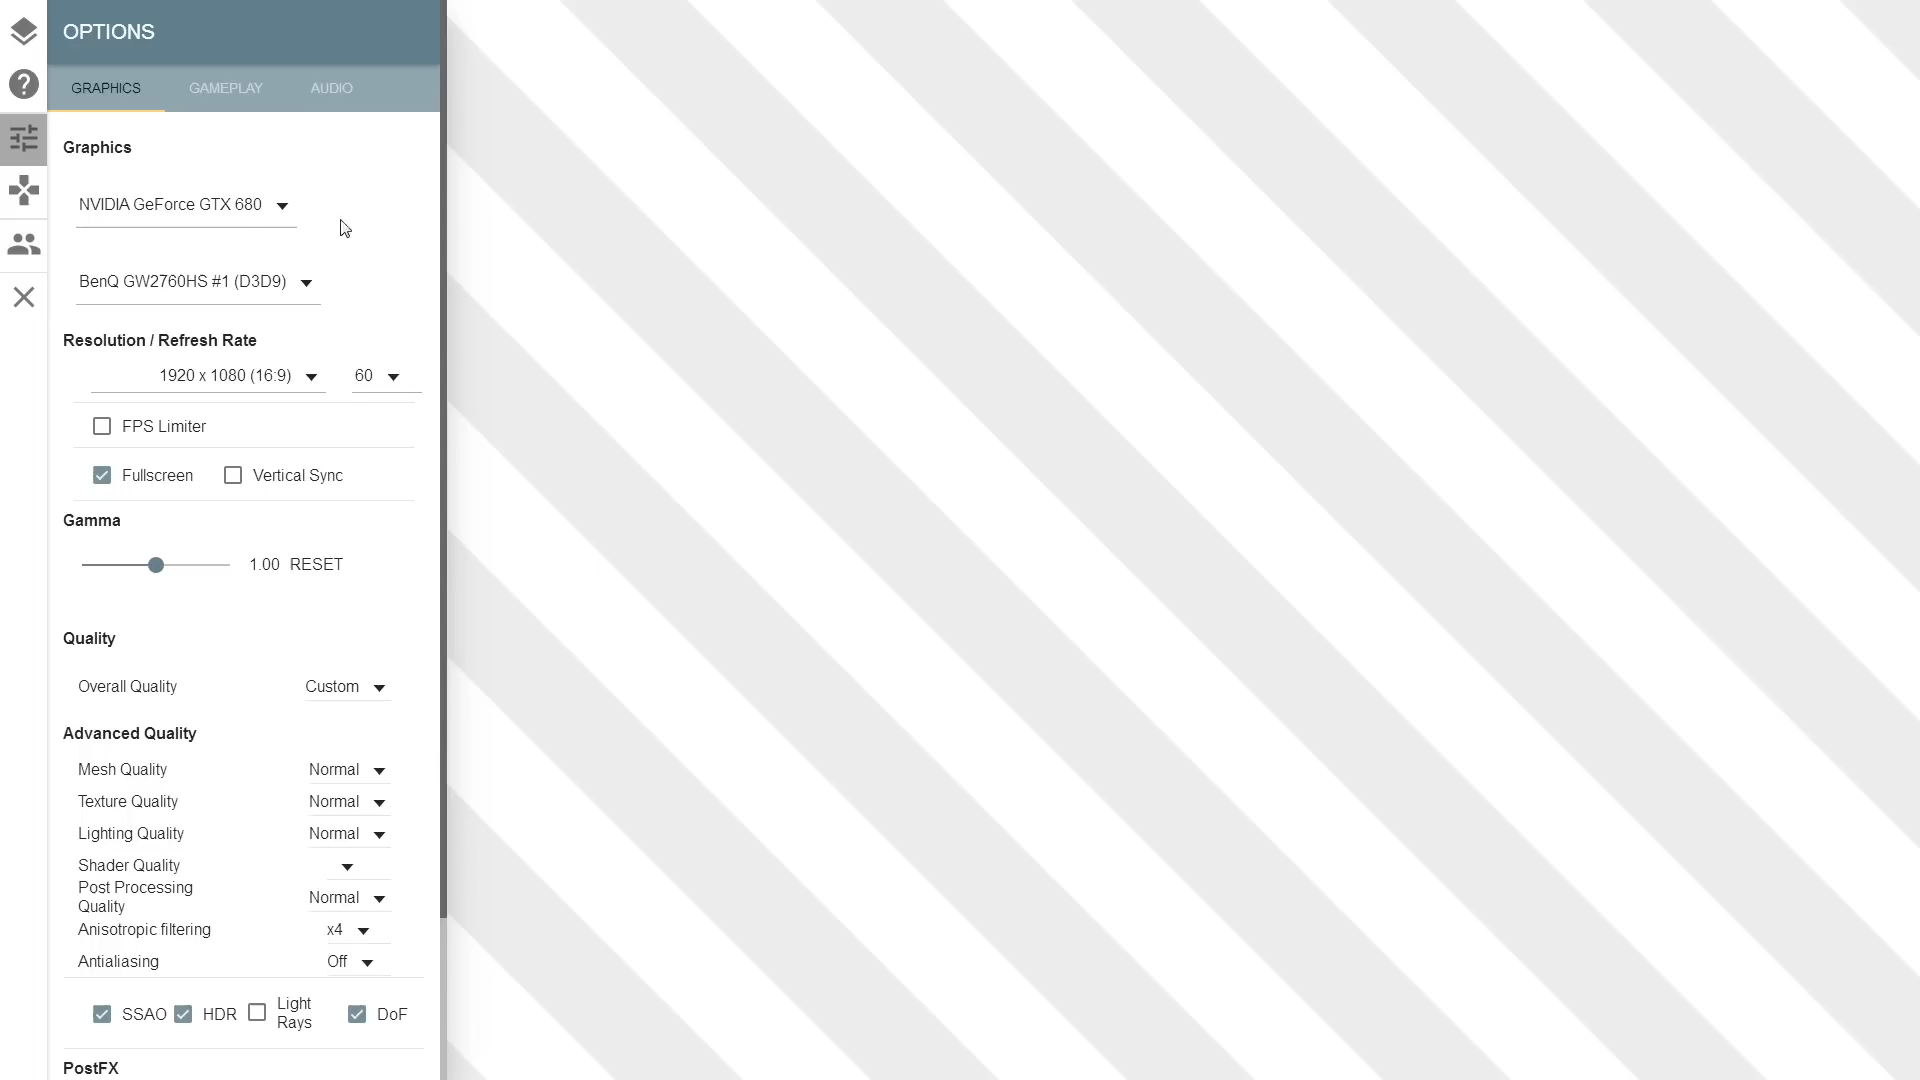 OPTIONS
GRAPHICS GAMEPLAY AUDIO
Graphics
NVIDIA GeForce GTX 680
BenQ GW2760HS #1 (D3D9)
Resolution / Refresh Rate
1920 x 1080 (16:9) 60
FPS Limiter
Fullscreen Vertical Sync
Gamma
1.00 RESET
Quality
Overall Quality Custom
Advanced Quality
Mesh Quality Normal
Texture Quality Normal
Lighting Quality Normal
Shader Quality
Post Processing
Quality Normal
Anisotropic filtering x4
Antialiasing Off
SSAO HDR Light
Rays DoF
PostFX